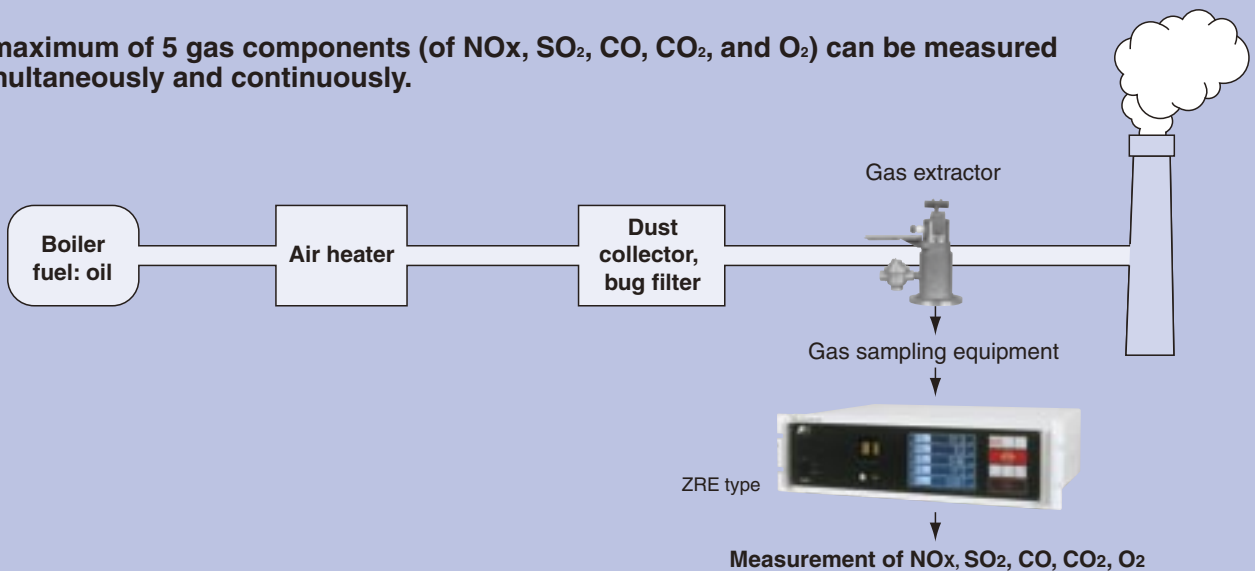 maximum of 5 gas components (of NOx, SO₂, CO, CO₂, and O₂) can be measured
multaneously and continuously.
Gas extractor
Boiler
fuel: oil
Air heater
Dust
collector,
bug filter
Gas sampling equipment
ZRE type
Measurement of NOx, SO₂, CO, CO₂, O₂